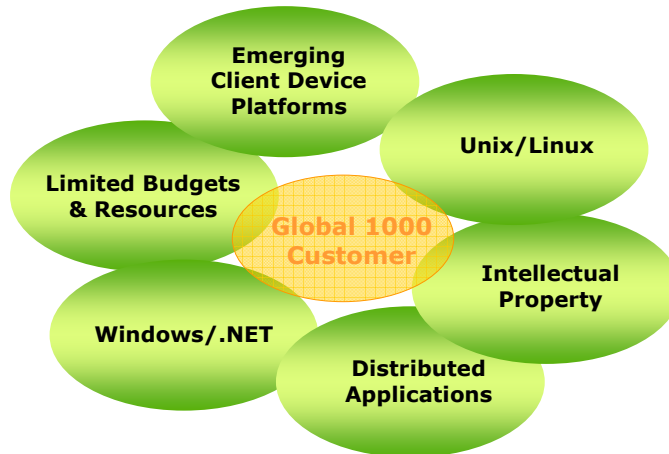 Emerging
Client Device
Platforms
Unix/Linux
Limited Budgets
& Resources
Global 1000
Customer
Intellectual
Property
Windows/.NET
Distributed
Applications